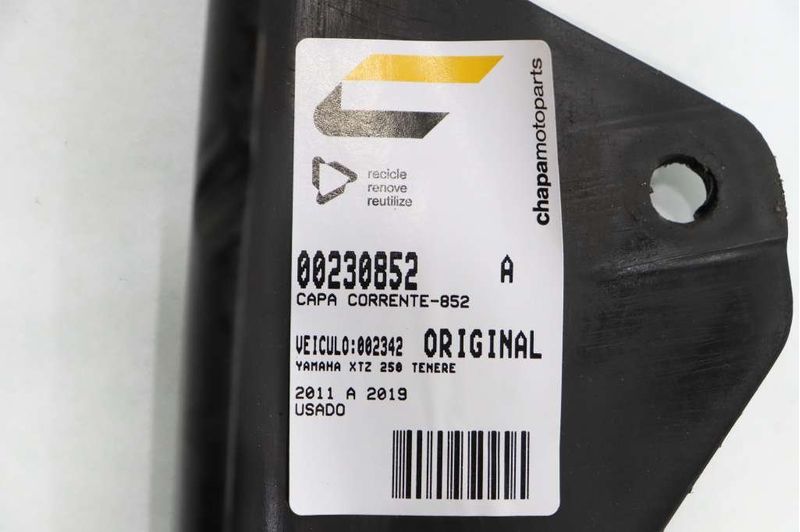 chapamotoparts
recicle
renove
reutilize
00230852 A
CAPA CORRENTE-852
VEICULO:002342 ORIGINAL
YAMAHA XTZ 250 TENERE
2011 A 2019
USADO